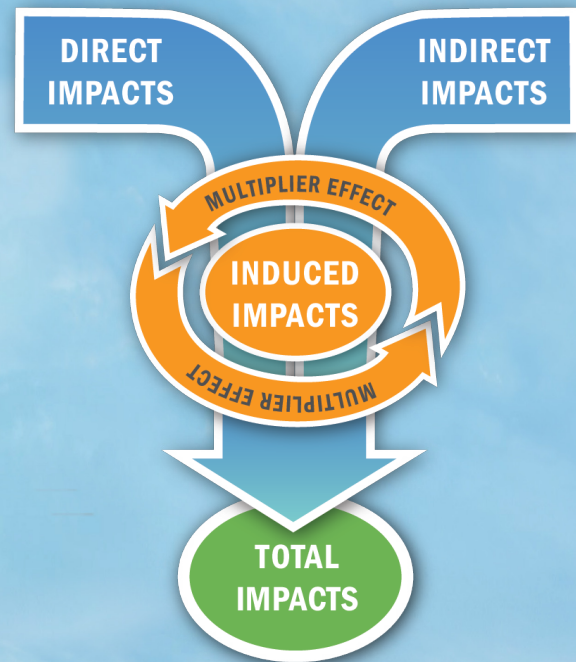 DIRECT
IMPACTS
INDIRECT
IMPACTS
MULTIPLIER EFFECT
INDUCED
IMPACTS
MULTIPLIER EFFECT
TOTAL
IMPACTS